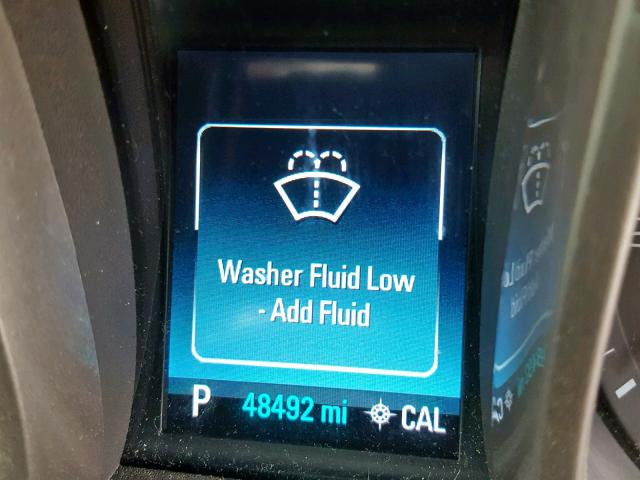 Washer Fluid Low
- Add Fluid
P 48492 mi CAL